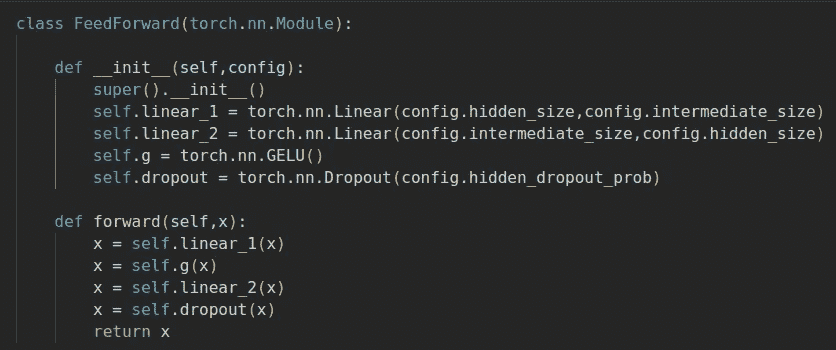 class FeedForward(torch.nn.Module):
    def __init__(self,config):
        super().__init__()
        self.linear_1 = torch.nn.Linear(config.hidden_size,config.intermediate_size)
        self.linear_2 = torch.nn.Linear(config.intermediate_size,config.hidden_size)
        self.g = torch.nn.GELU()
        self.dropout = torch.nn.Dropout(config.hidden_dropout_prob)
    def forward(self,x):
        x = self.linear_1(x)
        x = self.g(x)
        x = self.linear_2(x)
        x = self.dropout(x)
        return x